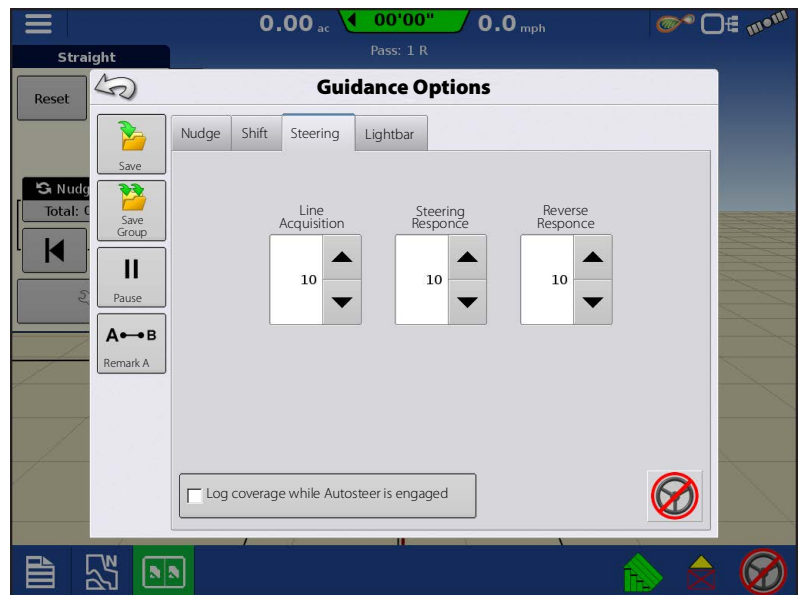 0.00 ac 00'00" 0.0 mph
Straight
Pass: 1 R
Reset
Guidance Options
Nudge Shift Steering Lightbar
Save
Save
Group
Pause
A B
Remark A
Line
Acquisition
10
Steering
Responce
10
Reverse
Responce
10
Log coverage while Autosteer is engaged
Nudg
Total:
N